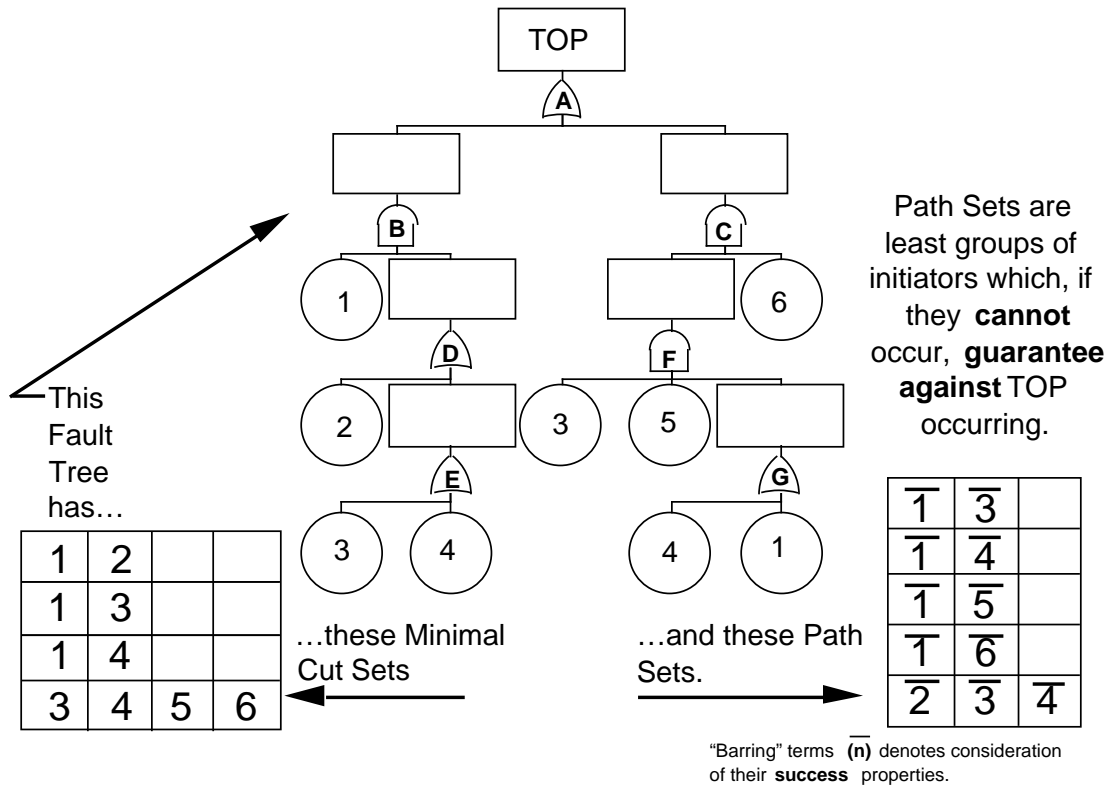 TOP
A
B
C
1
6
D
F
2
3
5
E
G
3
4
4
1
This
Fault
Tree
has…
1 2
1 3
1 4
3 4 5 6
…these Minimal
Cut Sets
…and these Path
Sets.
Path Sets are
least groups of
initiators which, if
they cannot
occur, guarantee
against TOP
occurring.
1̅ 3̅
1̅ 4̅
1̅ 5̅
1̅ 6̅
2̅ 3̅ 4̅
“Barring” terms (n̅) denotes consideration
of their success properties.